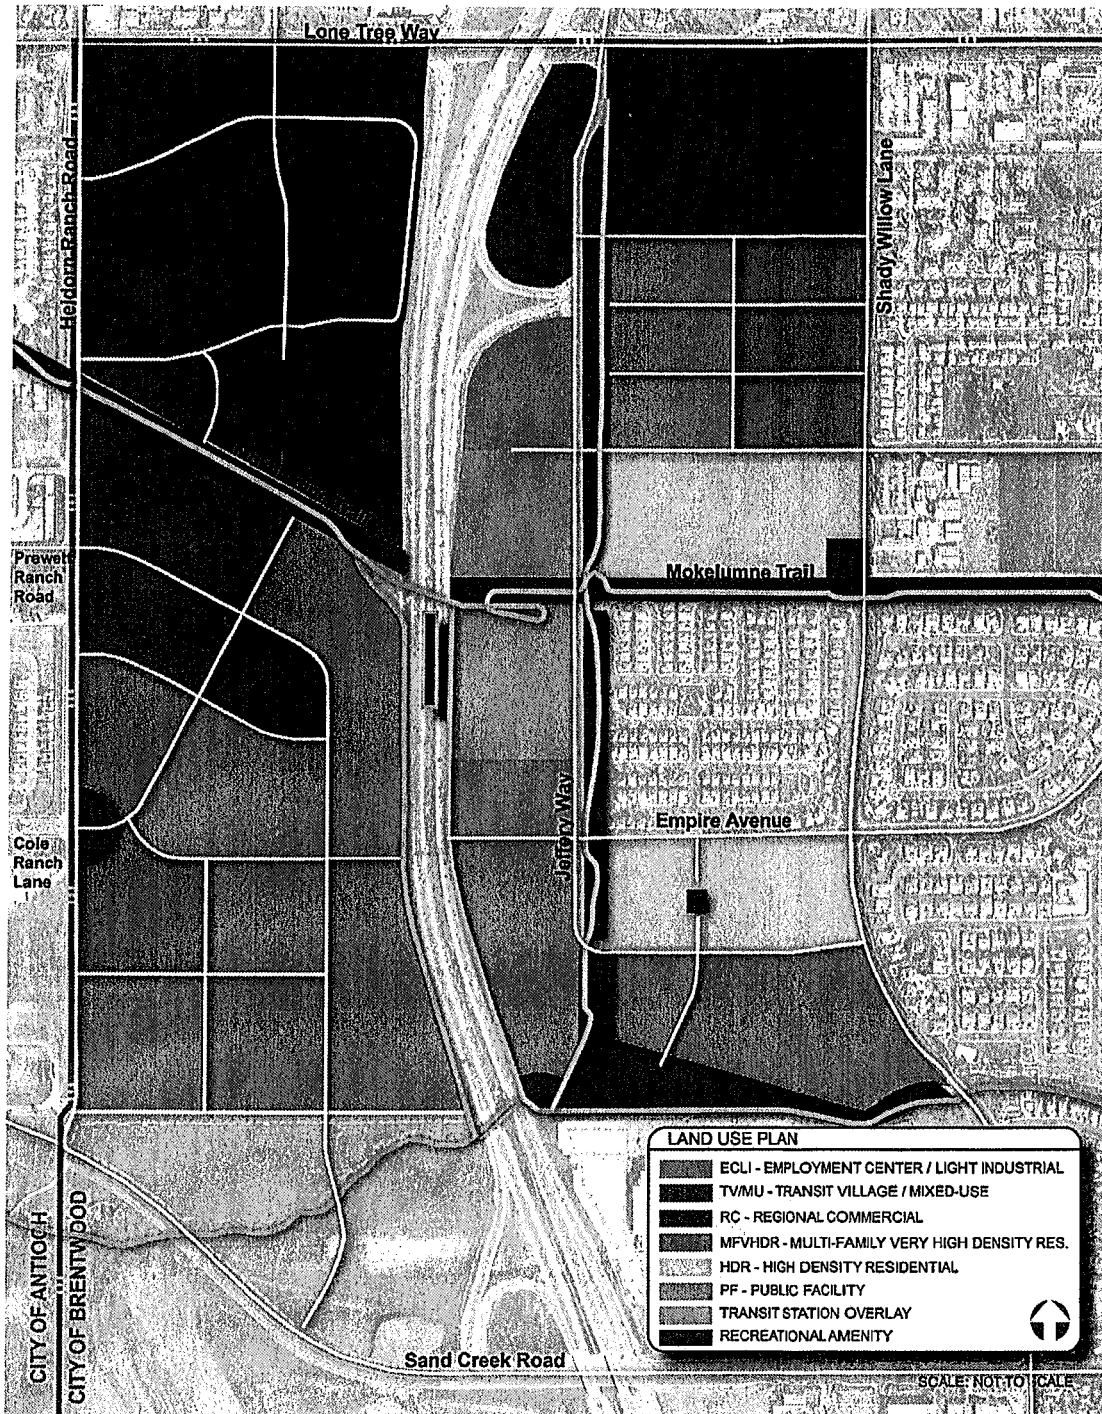 Lone Tree Way
Heidorn Ranch Road
Shady Willow Lane
Prewett
Ranch
Road
Mokelumne Trail
Jeffery Way
Empire Avenue
Cole
Ranch
Lane
LAND USE PLAN
ECLI - EMPLOYMENT CENTER / LIGHT INDUSTRIAL
TV/MU - TRANSIT VILLAGE / MIXED-USE
RC - REGIONAL COMMERCIAL
MFVHDR - MULTI-FAMILY VERY HIGH DENSITY RES.
HDR - HIGH DENSITY RESIDENTIAL
PF - PUBLIC FACILITY
TRANSIT STATION OVERLAY
RECREATIONAL AMENITY
CITY OF ANTIOCH
CITY OF BRENTWOOD
Sand Creek Road
SCALE: NOT TO SCALE